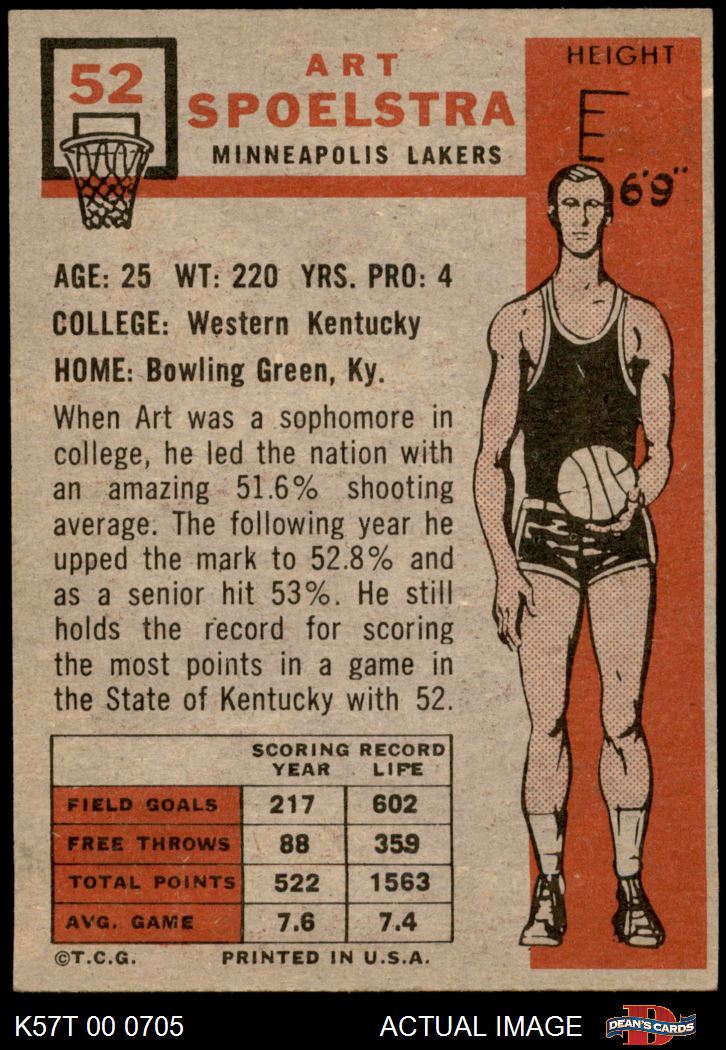 52
ART
SPOELSTRA
MINNEAPOLIS LAKERS
HEIGHT
6'9"
AGE: 25 WT: 220 YRS. PRO: 4
COLLEGE: Western Kentucky
HOME: Bowling Green, Ky.
When Art was a sophomore in
college, he led the nation with
an amazing 51.6% shooting
average. The following year he
upped the mark to 52.8% and
as a senior hit 53%. He still
holds the record for scoring
the most points in a game in
the State of Kentucky with 52.
SCORING RECORD
YEAR LIFE
FIELD GOALS 217 602
FREE THROWS 88 359
TOTAL POINTS 522 1563
AVG. GAME 7.6 7.4
©T.C.G. PRINTED IN U.S.A.
K57T 00 0705 ACTUAL IMAGE D DEAN'S CARDS